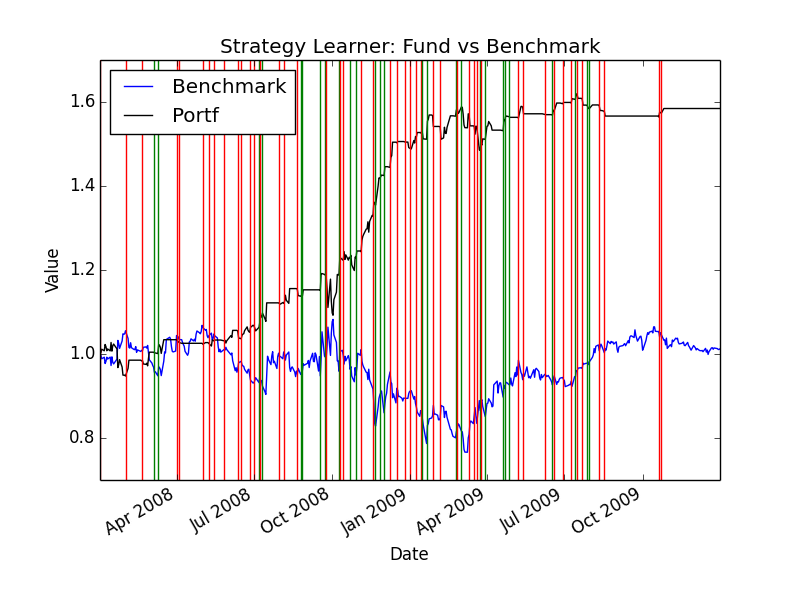 Strategy Learner: Fund vs Benchmark
Benchmark
Portf
1.6
1.4
1.2
1.0
0.8
Value
Apr 2008
Jul 2008
Oct 2008
Jan 2009
Apr 2009
Jul 2009
Oct 2009
Date